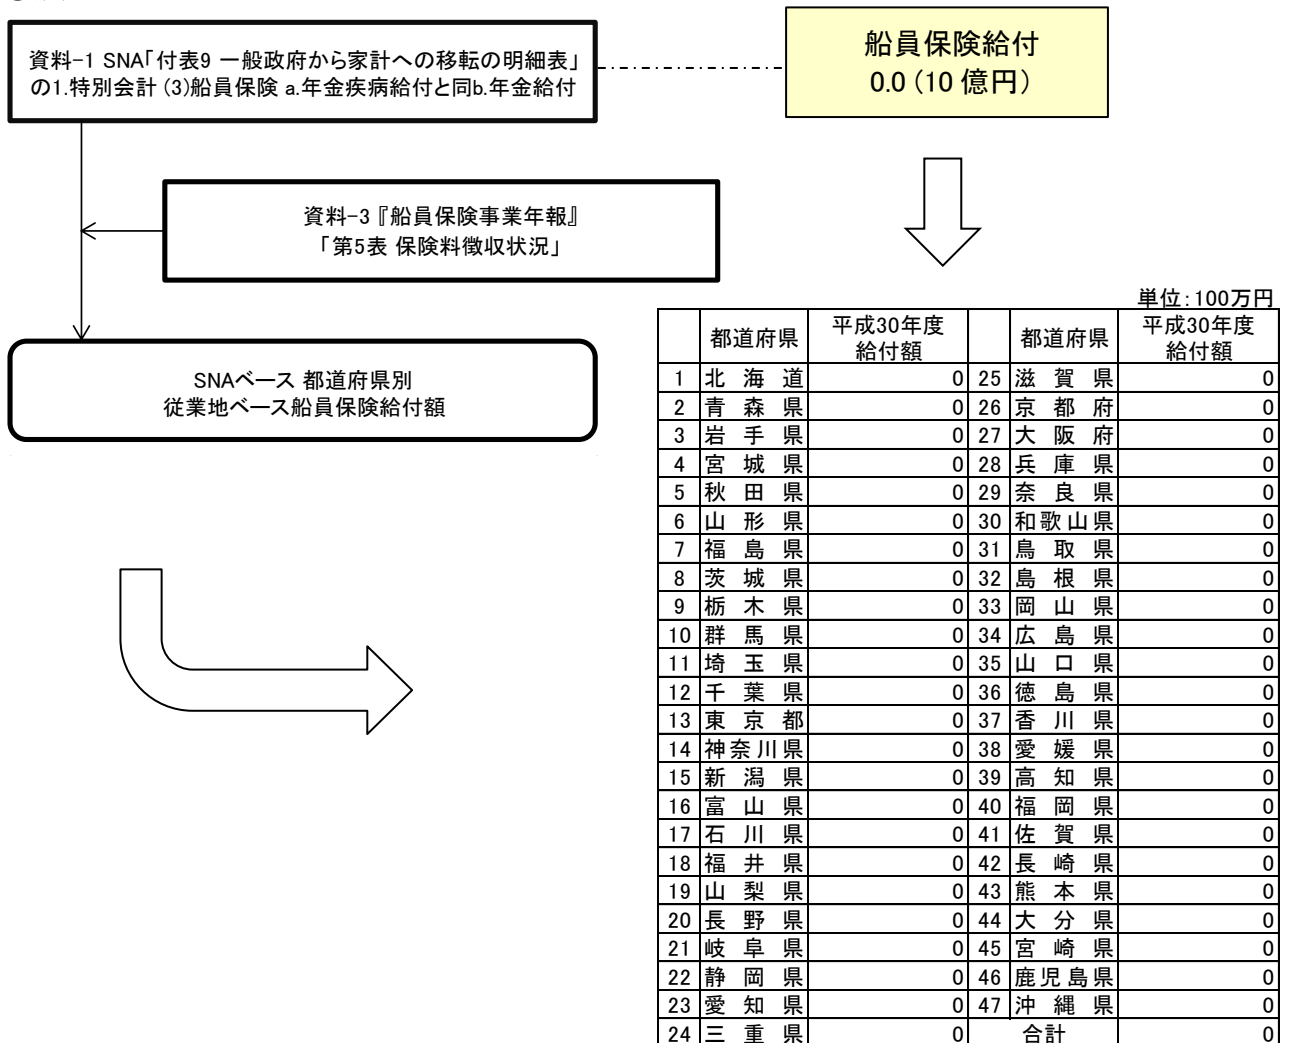 資料-1 SNA「付表9 一般政府から家計への移転の明細表」
の1.特別会計 (3)船員保険 a.年金疾病給付と同b.年金給付
船員保険給付
0.0 (10 億円)
資料-3 『船員保険事業年報』
「第5表 保険料徴収状況」
SNAベース 都道府県別
従業地ベース船員保険給付額
単位:100万円
都道府県 平成30年度 給付額 都道府県 平成30年度 給付額
1 北海道 0 25 滋賀県 0
2 青森県 0 26 京都府 0
3 岩手県 0 27 大阪府 0
4 宮城県 0 28 兵庫県 0
5 秋田県 0 29 奈良県 0
6 山形県 0 30 和歌山県 0
7 福島県 0 31 鳥取県 0
8 茨城県 0 32 島根県 0
9 栃木県 0 33 岡山県 0
10 群馬県 0 34 広島県 0
11 埼玉県 0 35 山口県 0
12 千葉県 0 36 徳島県 0
13 東京都 0 37 香川県 0
14 神奈川県 0 38 愛媛県 0
15 新潟県 0 39 高知県 0
16 富山県 0 40 福岡県 0
17 石川県 0 41 佐賀県 0
18 福井県 0 42 長崎県 0
19 山梨県 0 43 熊本県 0
20 長野県 0 44 大分県 0
21 岐阜県 0 45 宮崎県 0
22 静岡県 0 46 鹿児島県 0
23 愛知県 0 47 沖縄県 0
24 三重県 0 合計 0